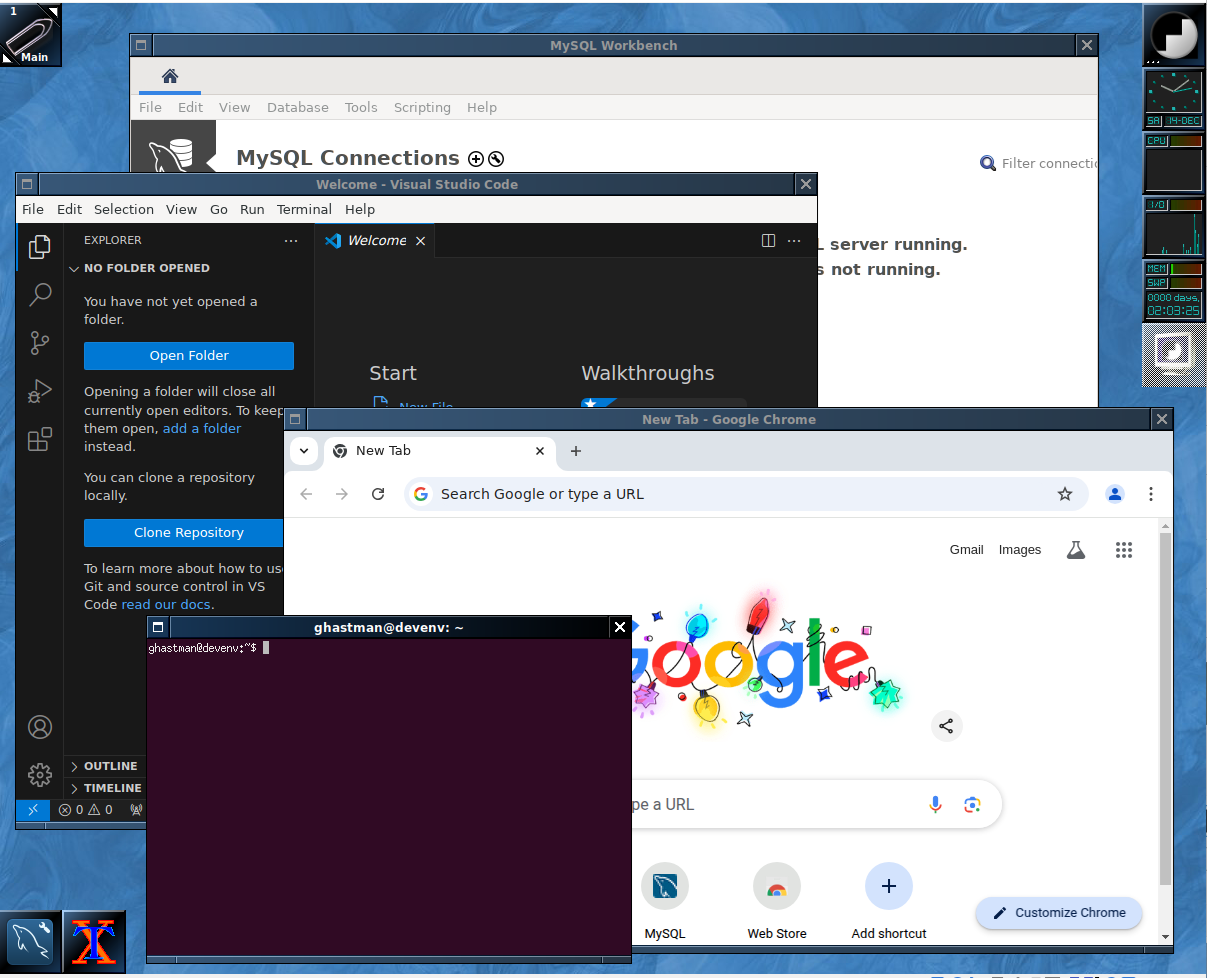 1
Main
MySQL Workbench
File Edit View Database Tools Scripting Help
MySQL Connections
Filter connectio
SA 14-DEC
CPU
I/O
MEM
SWP
0000 days,
02:03:25
L server running.
s not running.
Welcome - Visual Studio Code
File Edit Selection View Go Run Terminal Help
EXPLORER
Welcome
NO FOLDER OPENED
You have not yet opened a
folder.
Open Folder
Opening a folder will close all
currently open editors. To keep
them open, add a folder
instead.
You can clone a repository
locally.
Clone Repository
To learn more about how to use
Git and source control in VS
Code read our docs.
OUTLINE
TIMELINE
0 0
Start
Walkthroughs
New File
New Tab - Google Chrome
New Tab
Search Google or type a URL
Gmail Images
oogle
pe a URL
MySQL
Web Store
Add shortcut
Customize Chrome
ghastman@devenv: ~
ghastman@devenv:~$
X